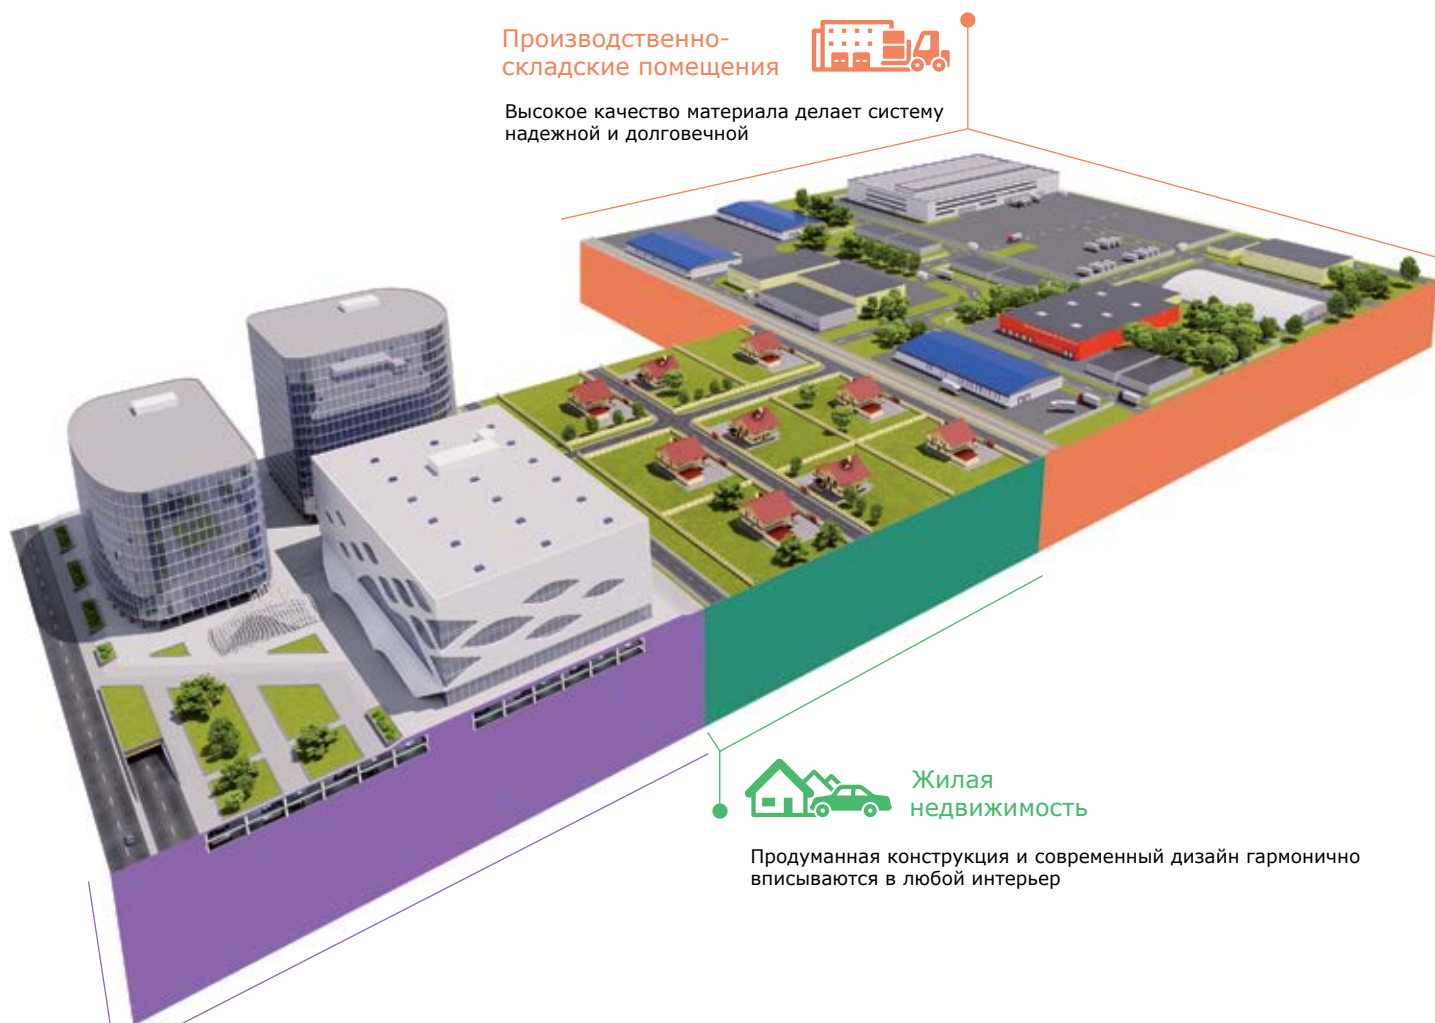 Производственно-
складские помещения
Высокое качество материала делает систему
надежной и долговечной
Жилая
недвижимость
Продуманная конструкция и современный дизайн гармонично
вписываются в любой интерьер